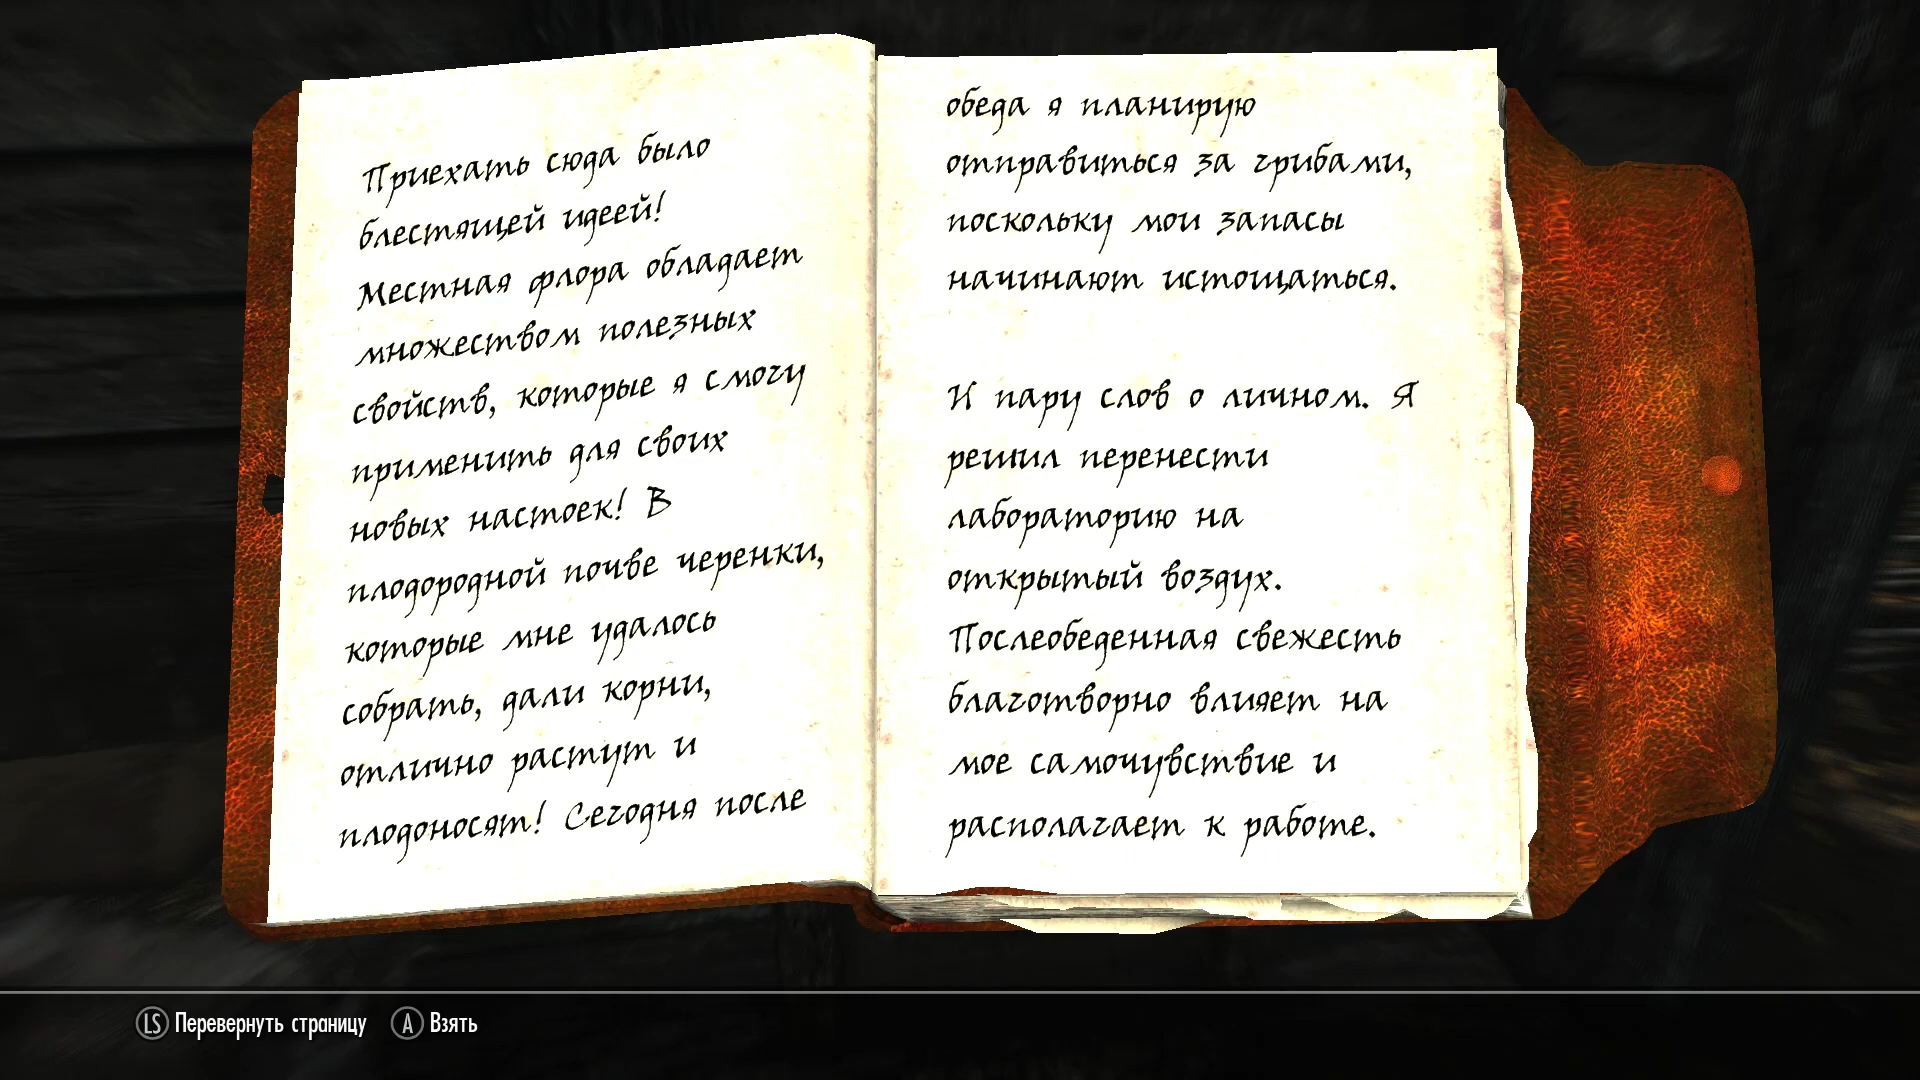 Приехать сюда было
блестящей идеей!
Местная флора обладает
множеством полезных
свойств, которые я смогу
применить для своих
новых настоек! В
плодородной почве черенки,
которые мне удалось
собрать, дали корни,
отлично растут и
плодоносят! Сегодня после
обеда я планирую
отправиться за грибами,
поскольку мои запасы
начинают истощаться.
И пару слов о личном. Я
решил перенести
лабораторию на
открытый воздух.
Послеобеденная свежесть
благотворно влияет на
мое самочувствие и
располагает к работе.
LS Перевернуть страницу A Взять